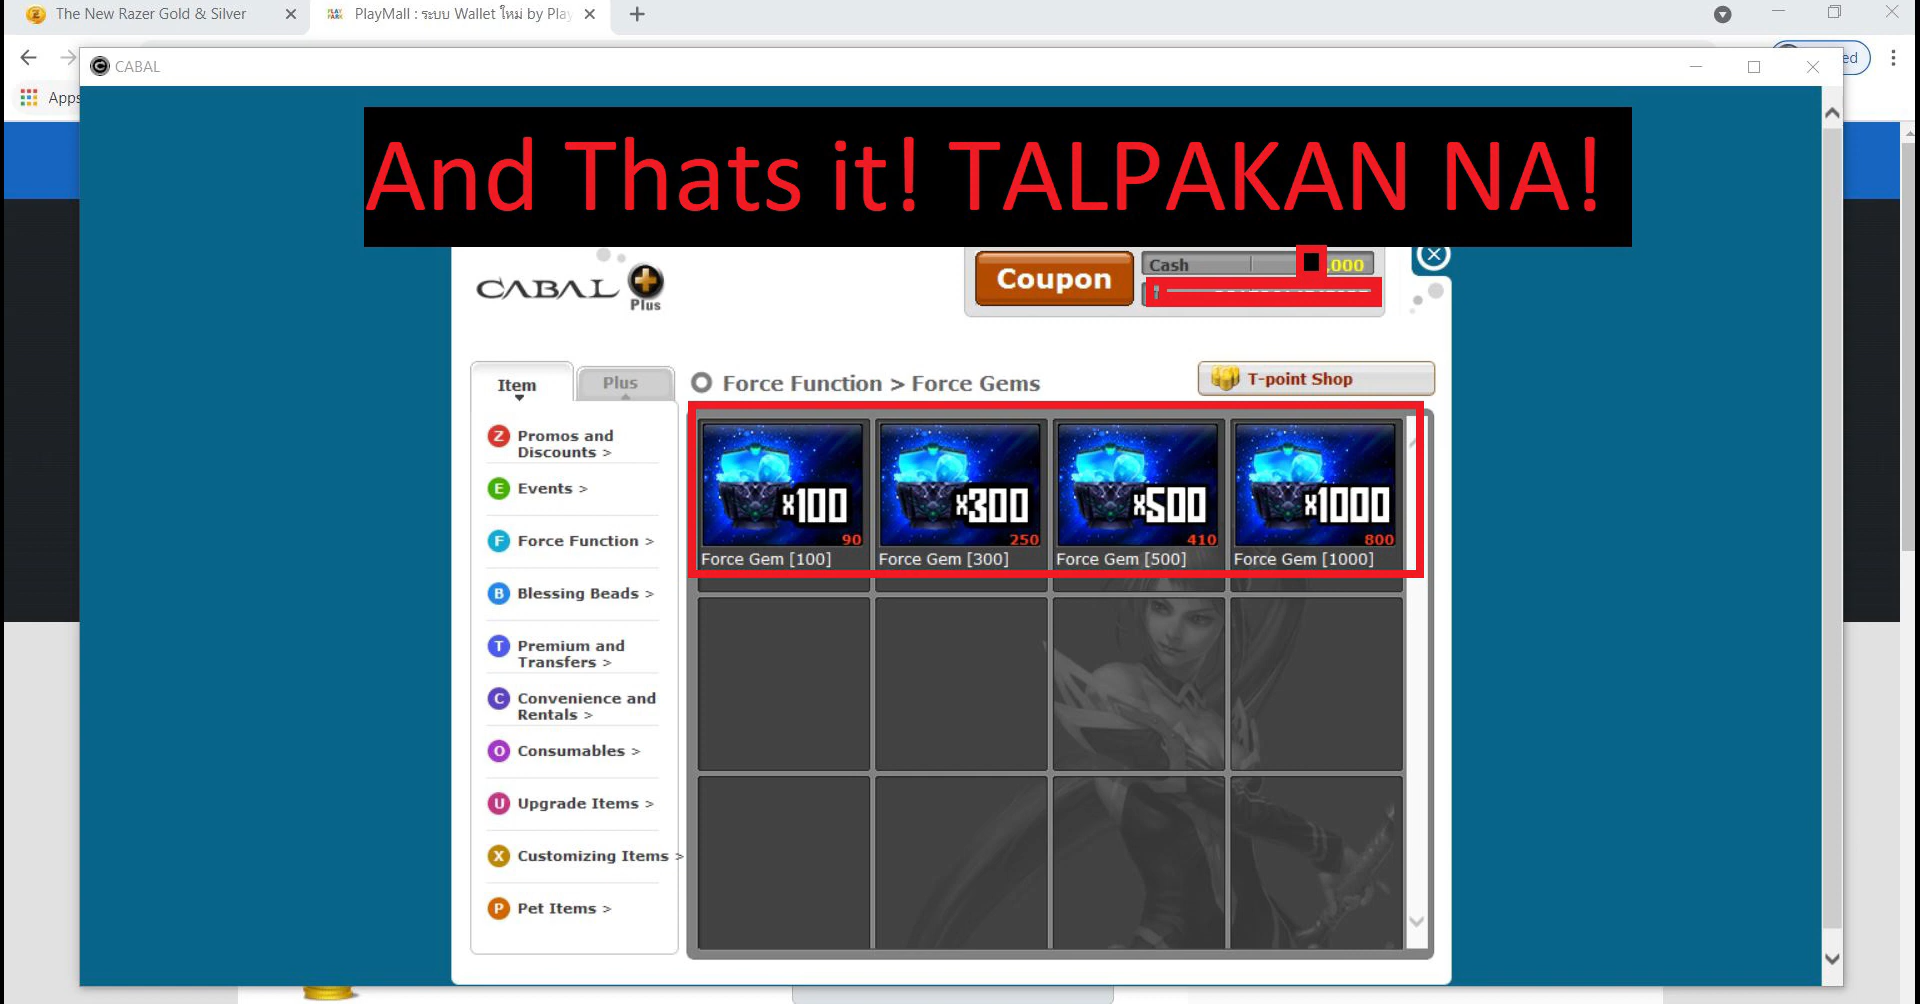 The New Razer Gold & Silver
PlayMall : ระบบ Wallet ใหม่ by Pla
Apps
CABAL
And Thats it! TALPAKAN NA!
CABAL Plus
Coupon
Cash
,000
Item
Plus
Force Function > Force Gems
T-point Shop
Z Promos and
Discounts >
E Events >
F Force Function >
B Blessing Beads >
T Premium and
Transfers >
C Convenience and
Rentals >
O Consumables >
U Upgrade Items >
X Customizing Items >
P Pet Items >
x100
90
Force Gem [100]
x300
250
Force Gem [300]
x500
410
Force Gem [500]
x1000
800
Force Gem [1000]